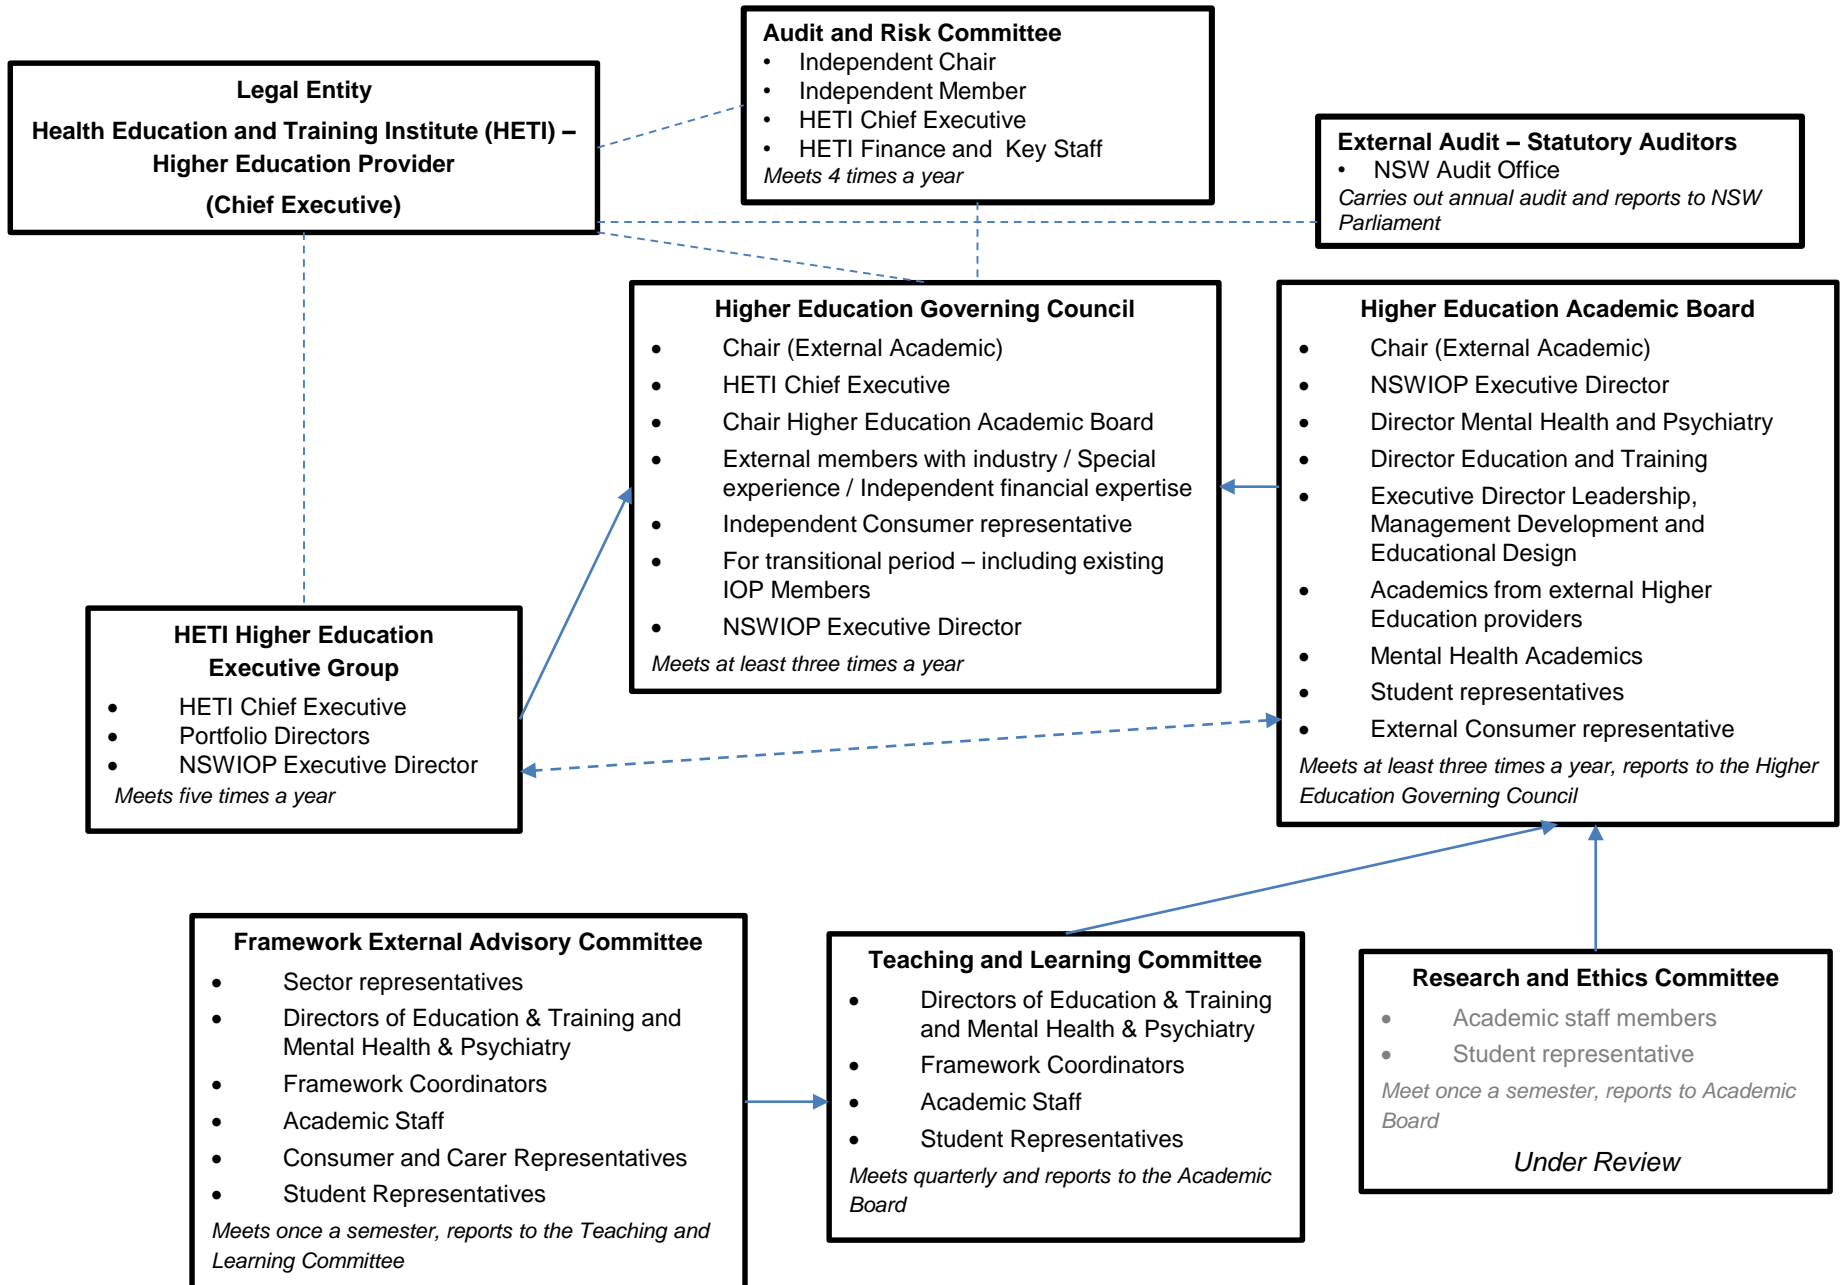 Legal Entity
Health Education and Training Institute (HETI) –
Higher Education Provider
(Chief Executive)
Audit and Risk Committee
• Independent Chair
• Independent Member
• HETI Chief Executive
• HETI Finance and Key Staff
Meets 4 times a year
External Audit – Statutory Auditors
• NSW Audit Office
Carries out annual audit and reports to NSW
Parliament
Higher Education Governing Council
• Chair (External Academic)
• HETI Chief Executive
• Chair Higher Education Academic Board
• External members with industry / Special
experience / Independent financial expertise
• Independent Consumer representative
• For transitional period – including existing
IOP Members
• NSWIOP Executive Director
Meets at least three times a year
Higher Education Academic Board
• Chair (External Academic)
• NSWIOP Executive Director
• Director Mental Health and Psychiatry
• Director Education and Training
• Executive Director Leadership,
Management Development and
Educational Design
• Academics from external Higher
Education providers
• Mental Health Academics
• Student representatives
• External Consumer representative
Meets at least three times a year, reports to the Higher
Education Governing Council
HETI Higher Education
Executive Group
• HETI Chief Executive
• Portfolio Directors
• NSWIOP Executive Director
Meets five times a year
Framework External Advisory Committee
• Sector representatives
• Directors of Education & Training and
Mental Health & Psychiatry
• Framework Coordinators
• Academic Staff
• Consumer and Carer Representatives
• Student Representatives
Meets once a semester, reports to the Teaching and
Learning Committee
Teaching and Learning Committee
• Directors of Education & Training
and Mental Health & Psychiatry
• Framework Coordinators
• Academic Staff
• Student Representatives
Meets quarterly and reports to the Academic
Board
Research and Ethics Committee
• Academic staff members
• Student representative
Meet once a semester, reports to Academic
Board
Under Review